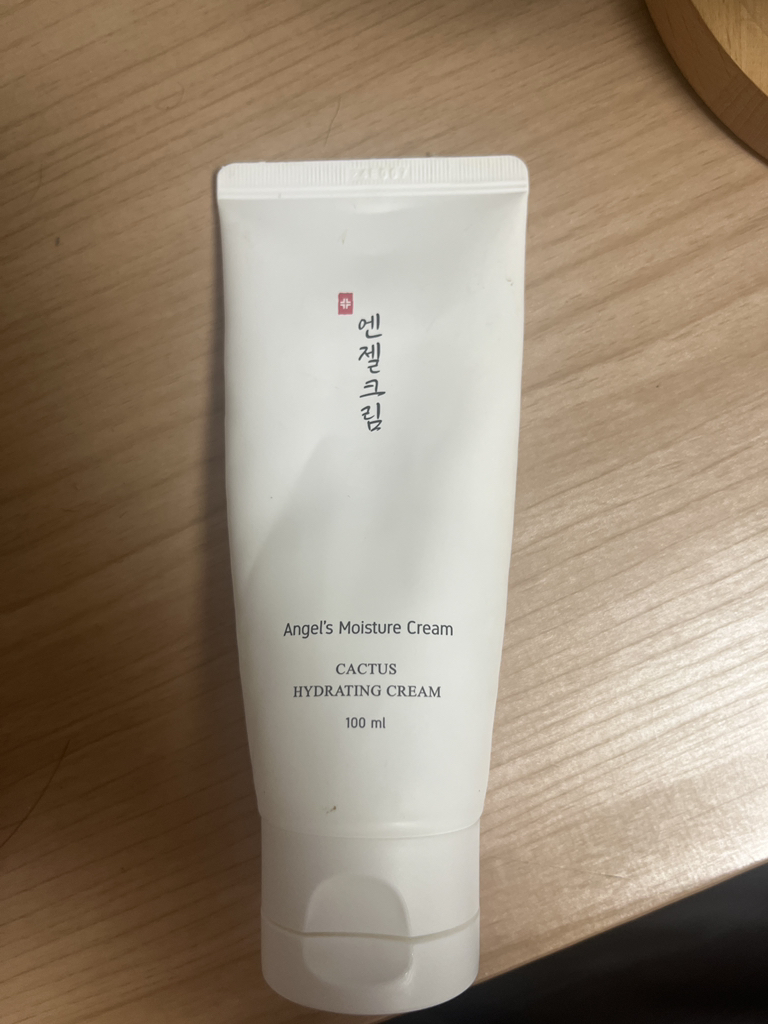 엔젤크림
Angel's Moisture Cream
CACTUS
HYDRATING CREAM
100 ml